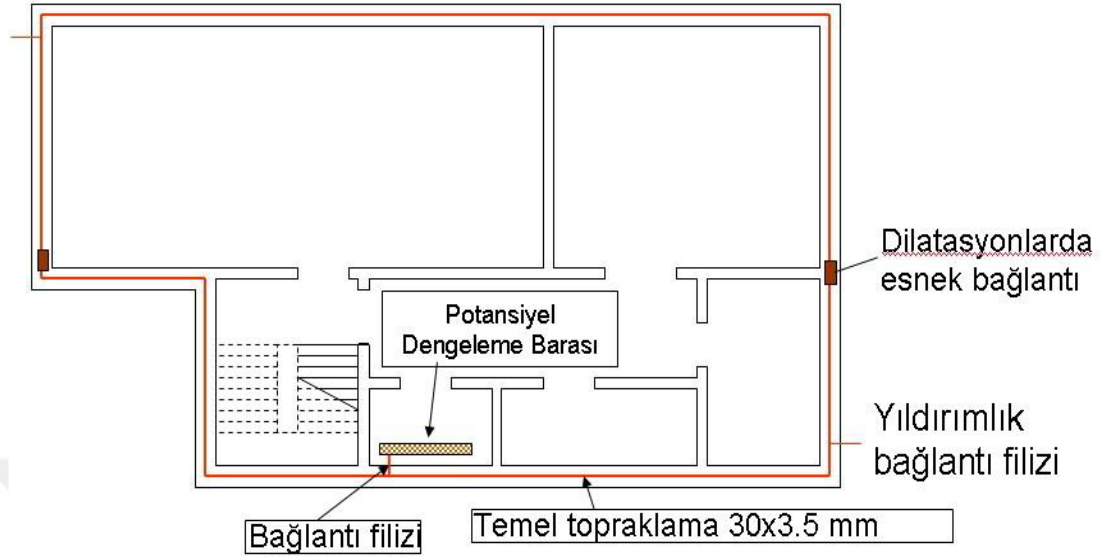 Dilatasyonlarda
esnek bağlantı
Potansiyel
Dengeleme Barası
Yıldırımlık
bağlantı filizi
Bağlantı filizi
Temel topraklama 30x3.5 mm